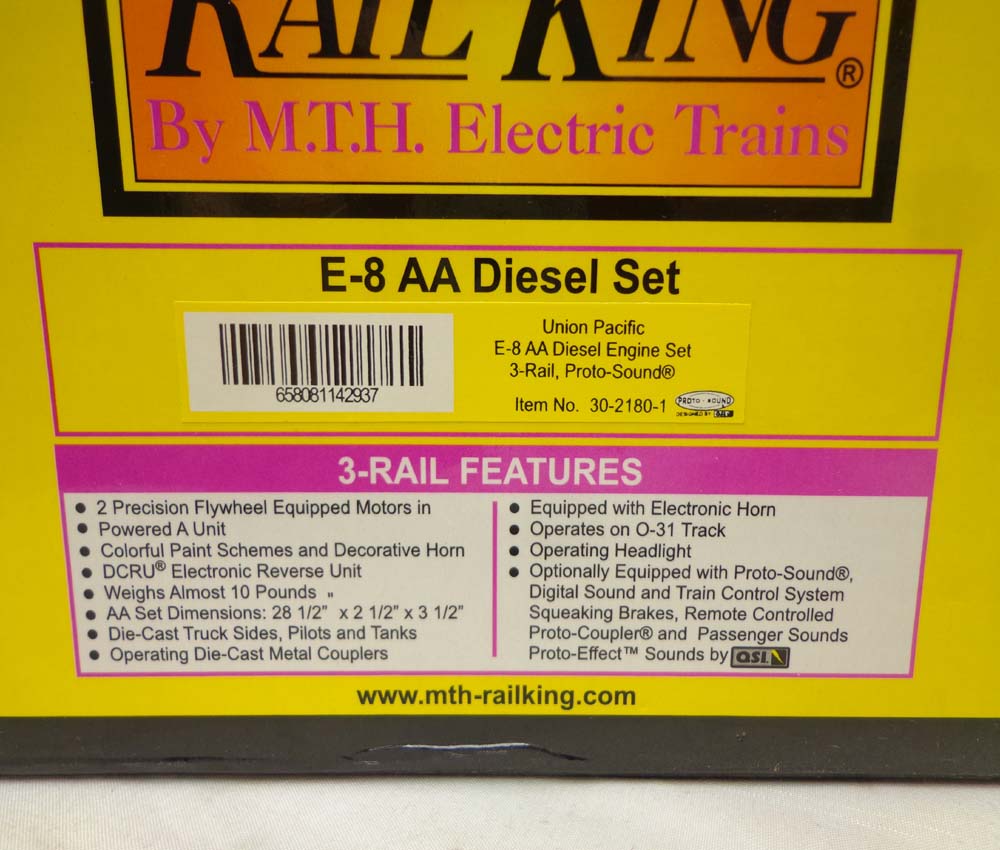 RAIL KING®
By M.T.H. Electric Trains
E-8 AA Diesel Set
658081142937
Union Pacific
E-8 AA Diesel Engine Set
3-Rail, Proto-Sound®
Item No. 30-2180-1
PROTO-SOUND
DESIGNED BY QSI
3-RAIL FEATURES
• 2 Precision Flywheel Equipped Motors in
• Powered A Unit
• Colorful Paint Schemes and Decorative Horn
• DCRU® Electronic Reverse Unit
• Weighs Almost 10 Pounds "
• AA Set Dimensions: 28 1/2" x 2 1/2" x 3 1/2"
• Die-Cast Truck Sides, Pilots and Tanks
• Operating Die-Cast Metal Couplers
• Equipped with Electronic Horn
• Operates on O-31 Track
• Operating Headlight
• Optionally Equipped with Proto-Sound®,
Digital Sound and Train Control System
Squeaking Brakes, Remote Controlled
Proto-Coupler® and Passenger Sounds
Proto-Effect™ Sounds by QSI
www.mth-railking.com